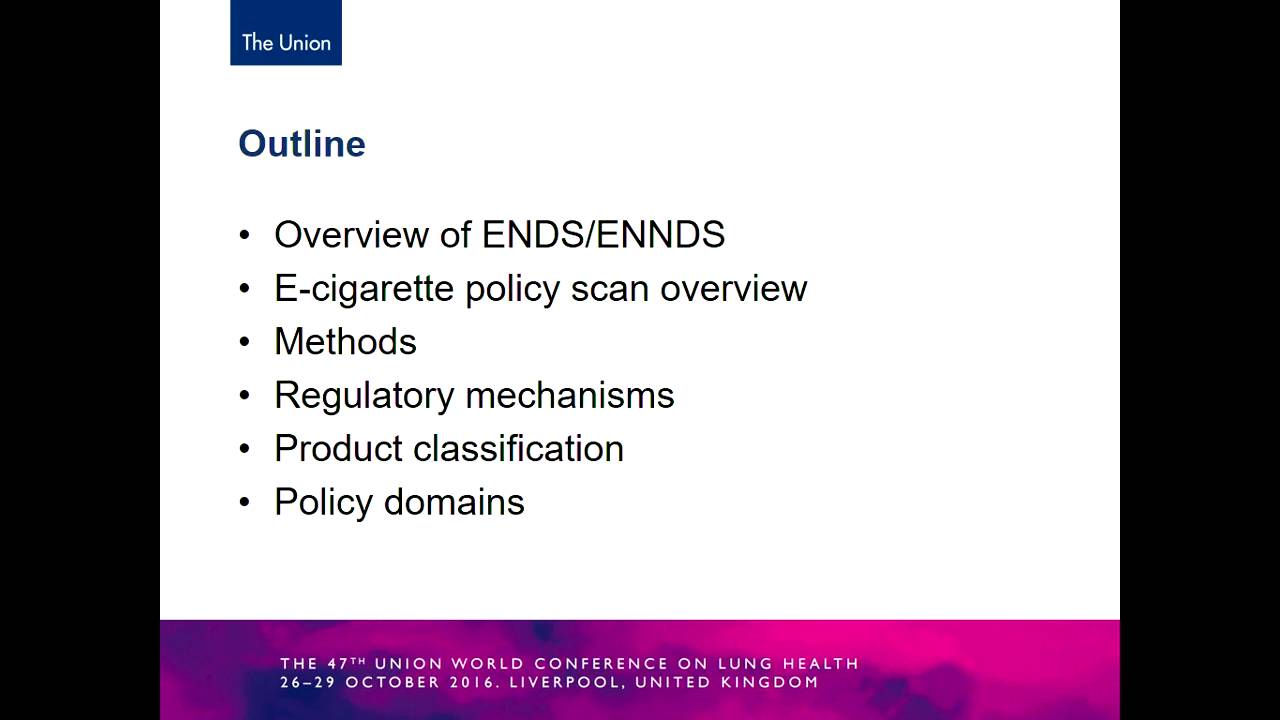 The Union
Outline
• Overview of ENDS/ENNDS
• E-cigarette policy scan overview
• Methods
• Regulatory mechanisms
• Product classification
• Policy domains
THE 47TH UNION WORLD CONFERENCE ON LUNG HEALTH
26–29 OCTOBER 2016. LIVERPOOL, UNITED KINGDOM